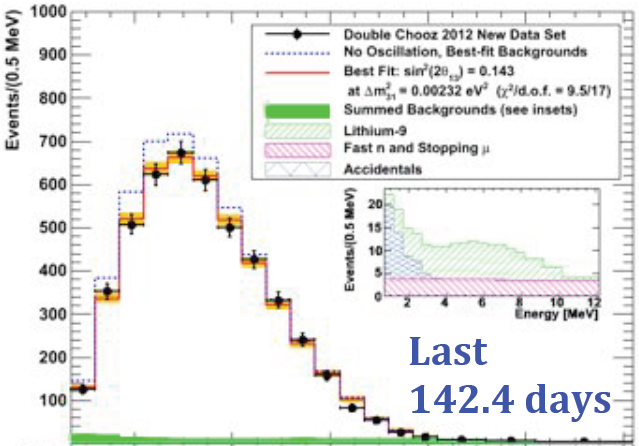 1000
900
800
700
600
500
400
300
200
100
Events/(0.5 MeV)
Double Chooz 2012 New Data Set
No Oscillation, Best-fit Backgrounds
Best Fit: sin²(2θ₁₃) = 0.143
at Δm²₃₁ = 0.00232 eV² (χ²/d.o.f. = 9.5/17)
Summed Backgrounds (see insets)
Lithium-9
Fast n and Stopping μ
Accidentals
Events/(0.5 MeV)
20
15
10
5
0
2
4
6
8
10
12
Energy [MeV]
Last
142.4 days